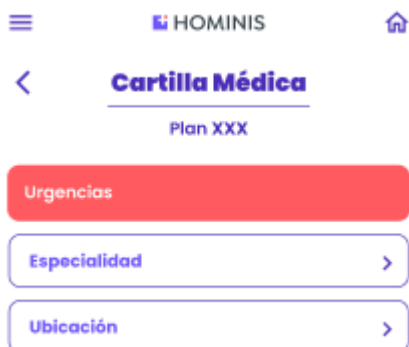 HOMINIS
Cartilla Médica
Plan XXX
Urgencias
Especialidad
Ubicación